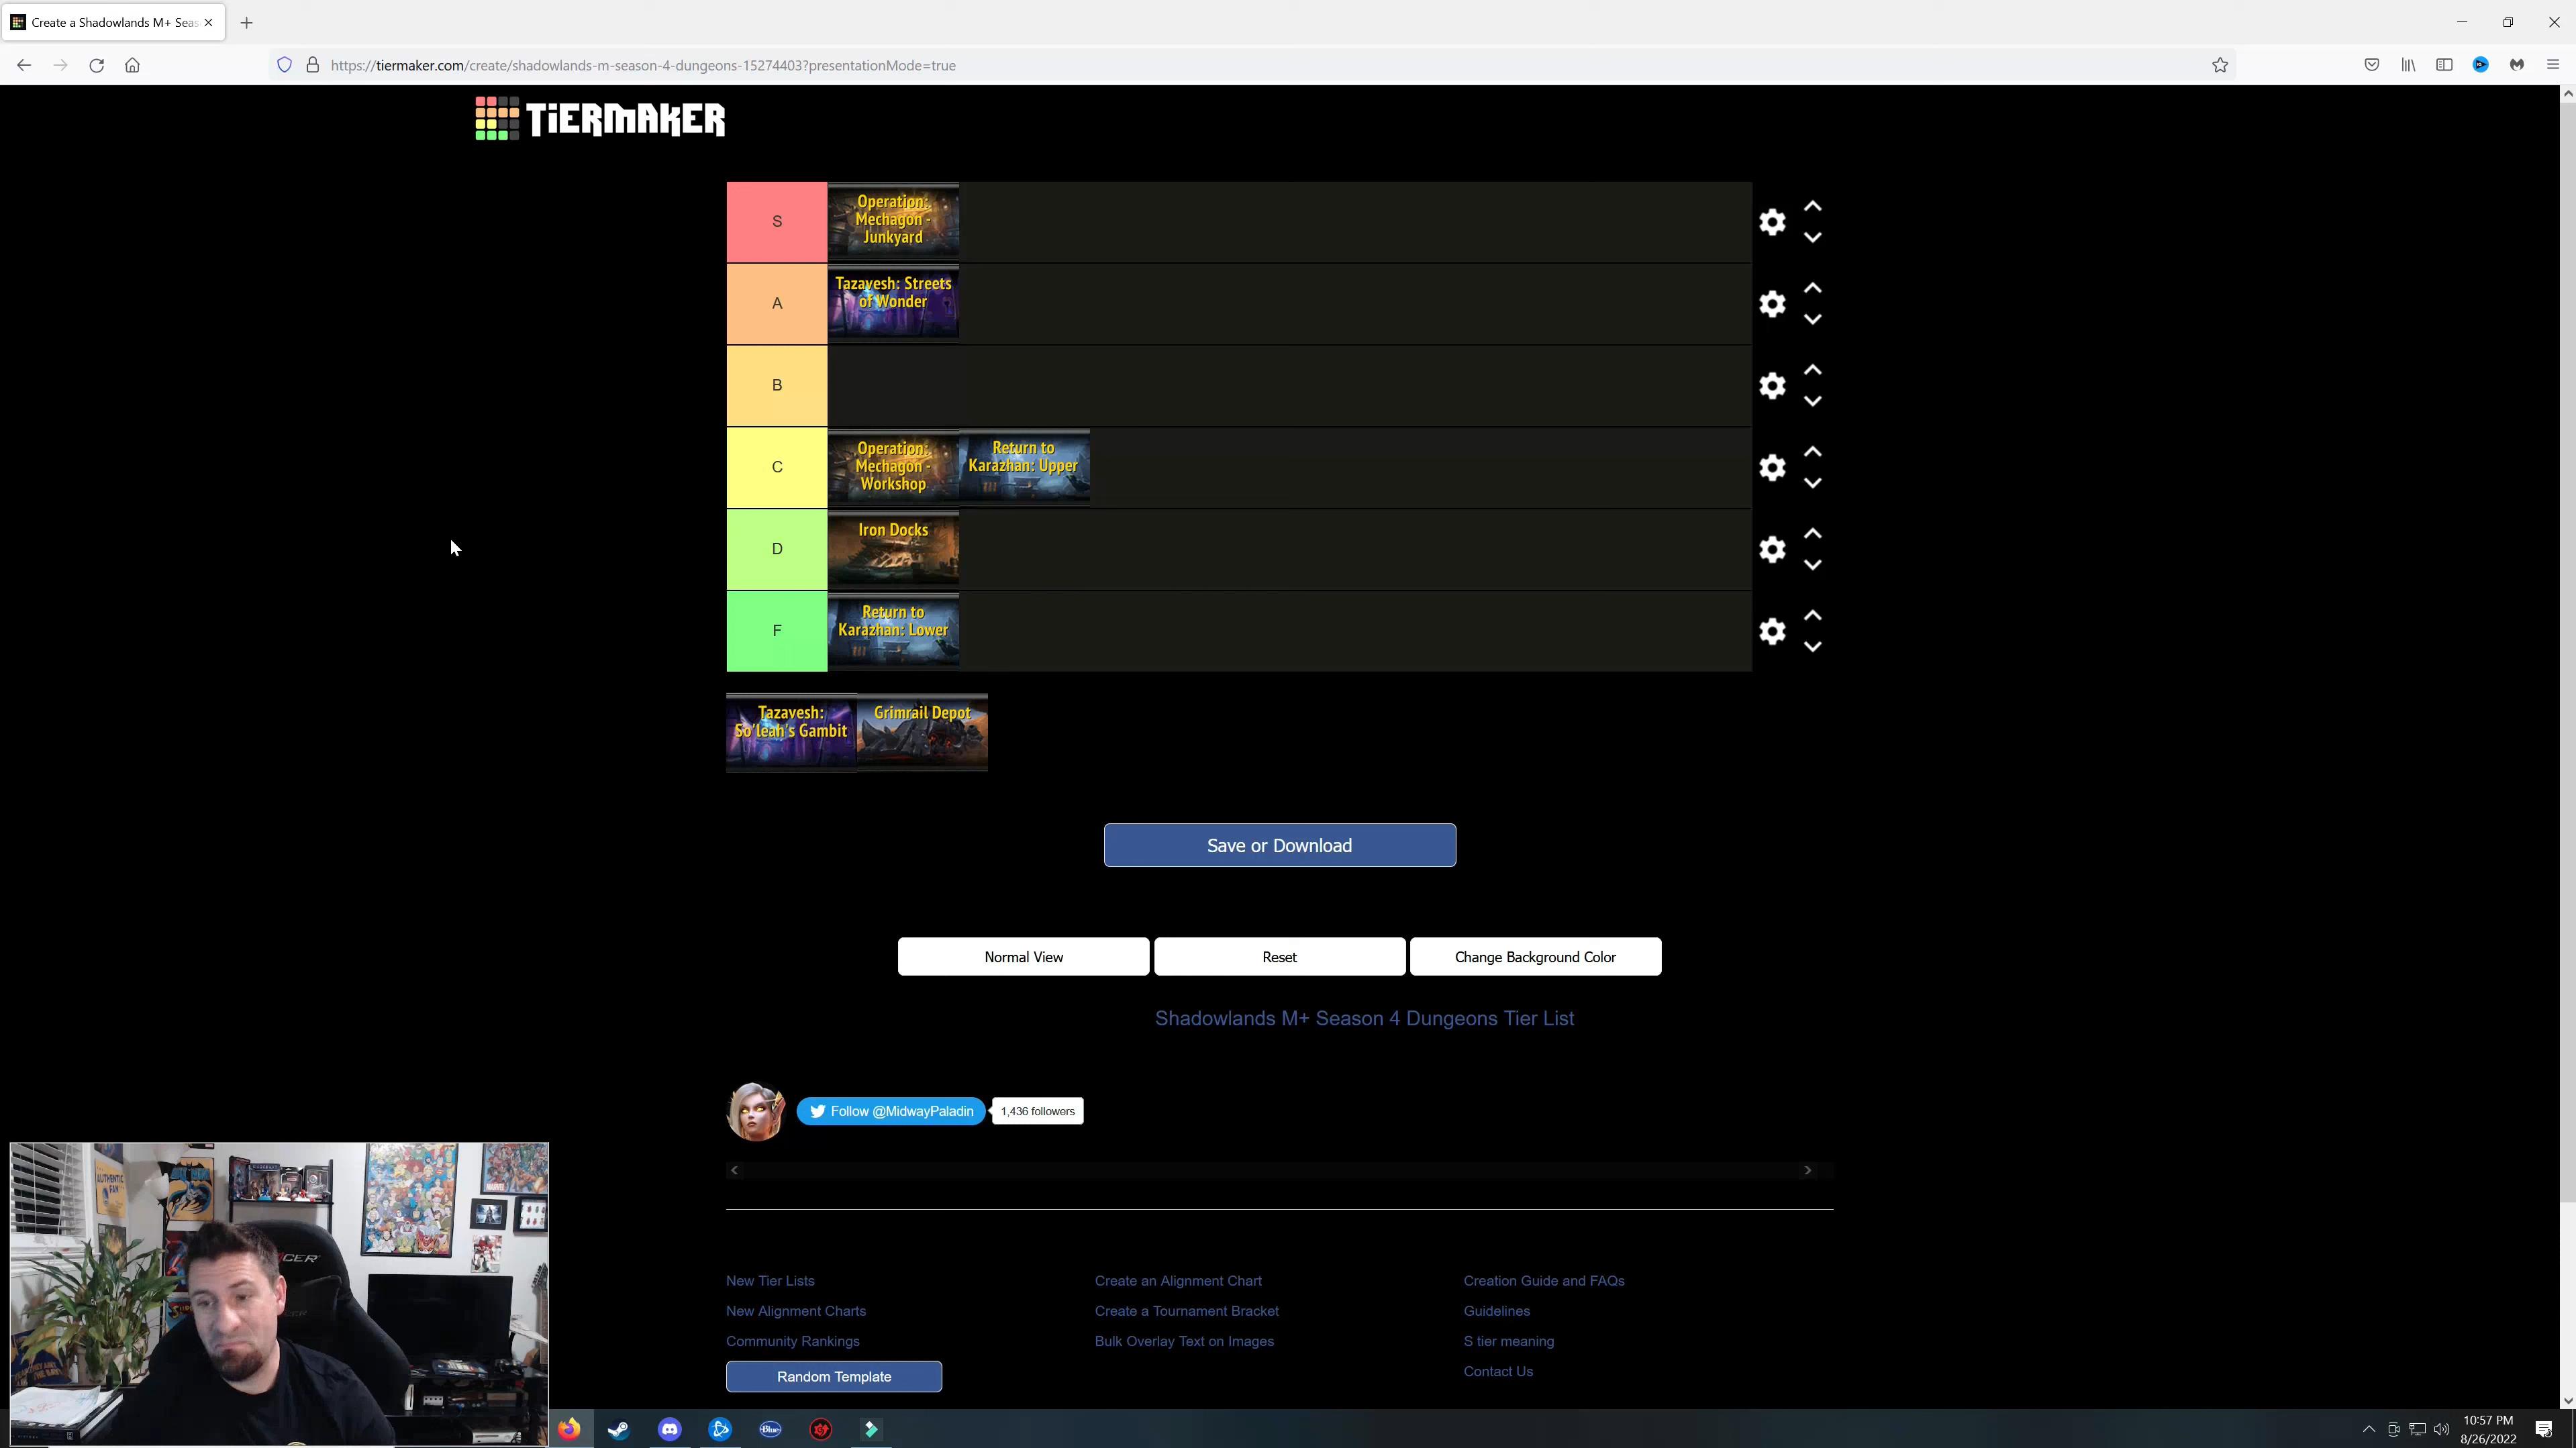 Create a Shadowlands M+ Seas
https://tiermaker.com/create/shadowlands-m-season-4-dungeons-15274403?presentationMode=true
TiERMAKER
S
Operation:
Mechagon -
Junkyard
A
Tazavesh: Streets
of Wonder
B
C
Operation:
Mechagon -
Workshop
Return to
Karazhan: Upper
D
Iron Docks
F
Return to
Karazhan: Lower
Tazavesh:
So'leah's Gambit
Grimrail Depot
Save or Download
Normal View
Reset
Change Background Color
Shadowlands M+ Season 4 Dungeons Tier List
Follow @MidwayPaladin
1,436 followers
AUTHENTIC
FAN
New Tier Lists
Create an Alignment Chart
Creation Guide and FAQs
New Alignment Charts
Create a Tournament Bracket
Guidelines
Community Rankings
Bulk Overlay Text on Images
S tier meaning
Random Template
Contact Us
Blue
10:57 PM
8/26/2022